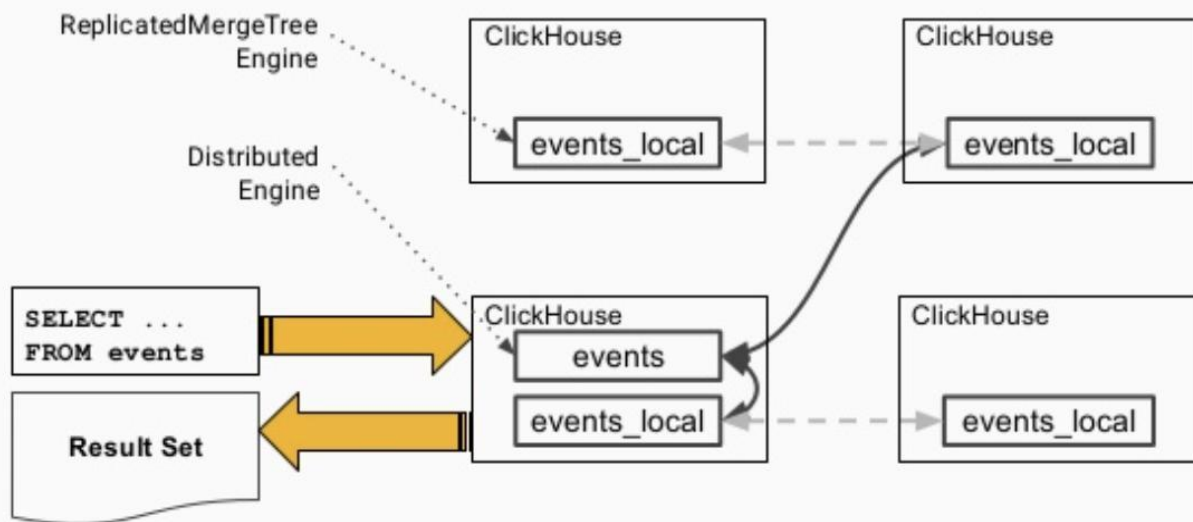 ReplicatedMergeTree
Engine
ClickHouse
events_local
ClickHouse
events_local
Distributed
Engine
SELECT ...
FROM events
ClickHouse
events
events_local
ClickHouse
events_local
Result Set